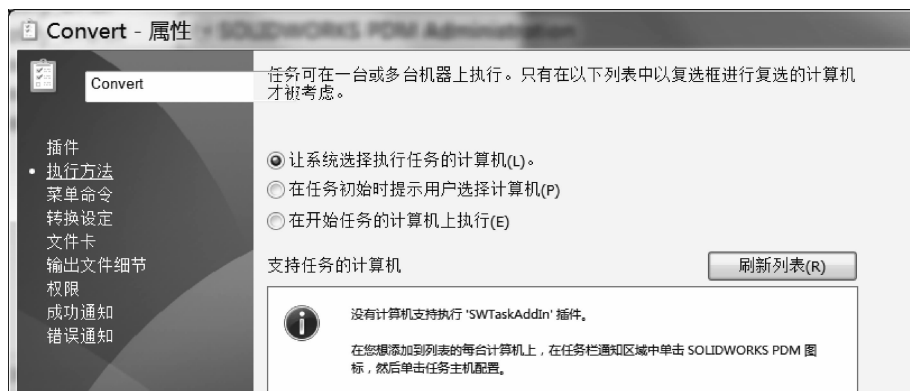 Convert - 属性
SOLIDWORKS PDM Administration
Convert
任务可在一台或多台机器上执行。只有在以下列表中以复选框进行复选的计算机
才被考虑。
插件
执行方法
菜单命令
转换设定
文件卡
输出文件细节
权限
成功通知
错误通知
让系统选择执行任务的计算机(L)。
在任务初始时提示用户选择计算机(P)
在开始任务的计算机上执行(E)
支持任务的计算机
刷新列表(R)
没有计算机支持执行 'SWTaskAddIn' 插件。
在您想添加到列表的每台计算机上，在任务栏通知区域中单击 SOLIDWORKS PDM 图
标，然后单击任务主机配置。